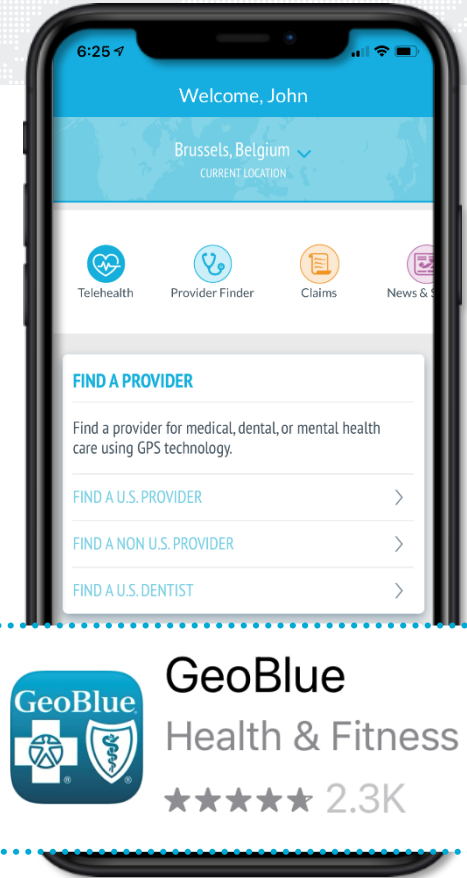 6:25
Welcome, John
Brussels, Belgium
CURRENT LOCATION
Telehealth
Provider Finder
Claims
News & S
FIND A PROVIDER
Find a provider for medical, dental, or mental health
care using GPS technology.
FIND A U.S. PROVIDER
FIND A NON U.S. PROVIDER
FIND A U.S. DENTIST
GeoBlue
GeoBlue
Health & Fitness
2.3K